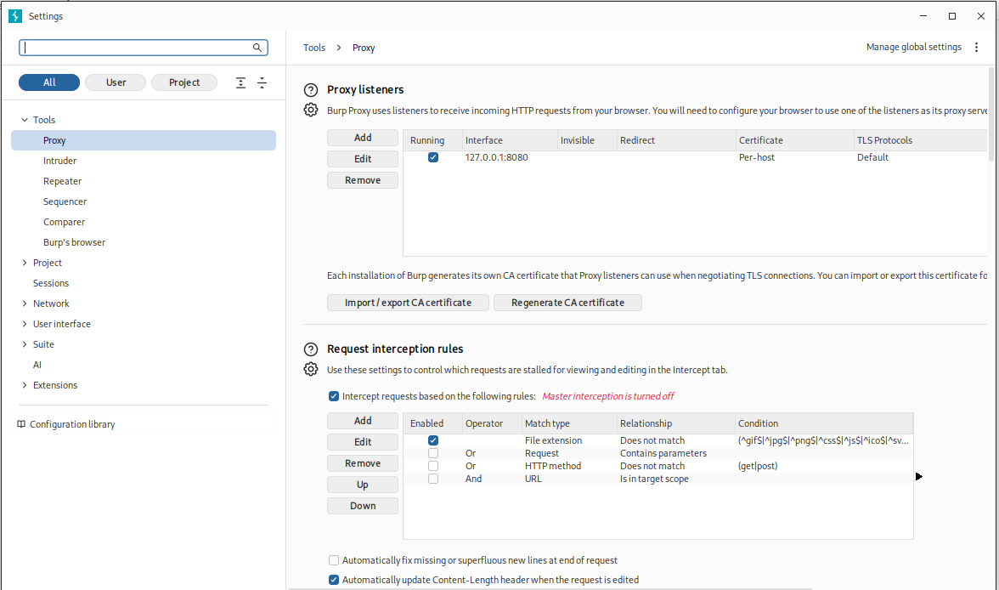 Settings
Tools > Proxy
Manage global settings
All User Project
Tools
Proxy
Intruder
Repeater
Sequencer
Comparer
Burp's browser
Project
Sessions
Network
User interface
Suite
AI
Extensions
Configuration library
Proxy listeners
Burp Proxy uses listeners to receive incoming HTTP requests from your browser. You will need to configure your browser to use one of the listeners as its proxy serve
Add
Edit
Remove
Running Interface Invisible Redirect Certificate TLS Protocols
127.0.0.1:8080 Per-host Default
Each installation of Burp generates its own CA certificate that Proxy listeners can use when negotiating TLS connections. You can import or export this certificate fo
Import / export CA certificate Regenerate CA certificate
Request interception rules
Use these settings to control which requests are stalled for viewing and editing in the Intercept tab.
Intercept requests based on the following rules: Master interception is turned off
Add
Edit
Remove
Up
Down
Enabled Operator Match type Relationship Condition
File extension Does not match (^gif$|^jpg$|^png$|^css$|^js$|^ico$|^sv...
Or Request Contains parameters
Or HTTP method Does not match (get|post)
And URL Is in target scope
Automatically fix missing or superfluous new lines at end of request
Automatically update Content-Length header when the request is edited